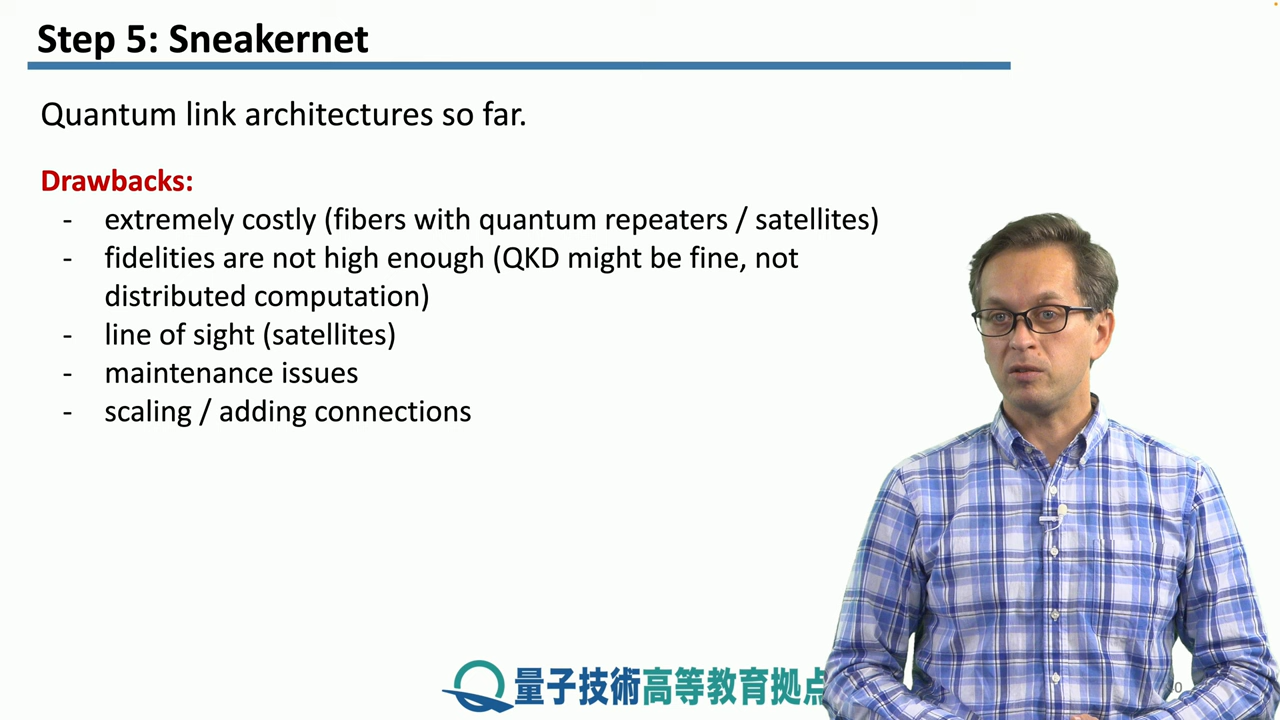 Step 5: Sneakernet
Quantum link architectures so far.
Drawbacks:
- extremely costly (fibers with quantum repeaters / satellites)
- fidelities are not high enough (QKD might be fine, not
distributed computation)
- line of sight (satellites)
- maintenance issues
- scaling / adding connections
量子技術高等教育拠点